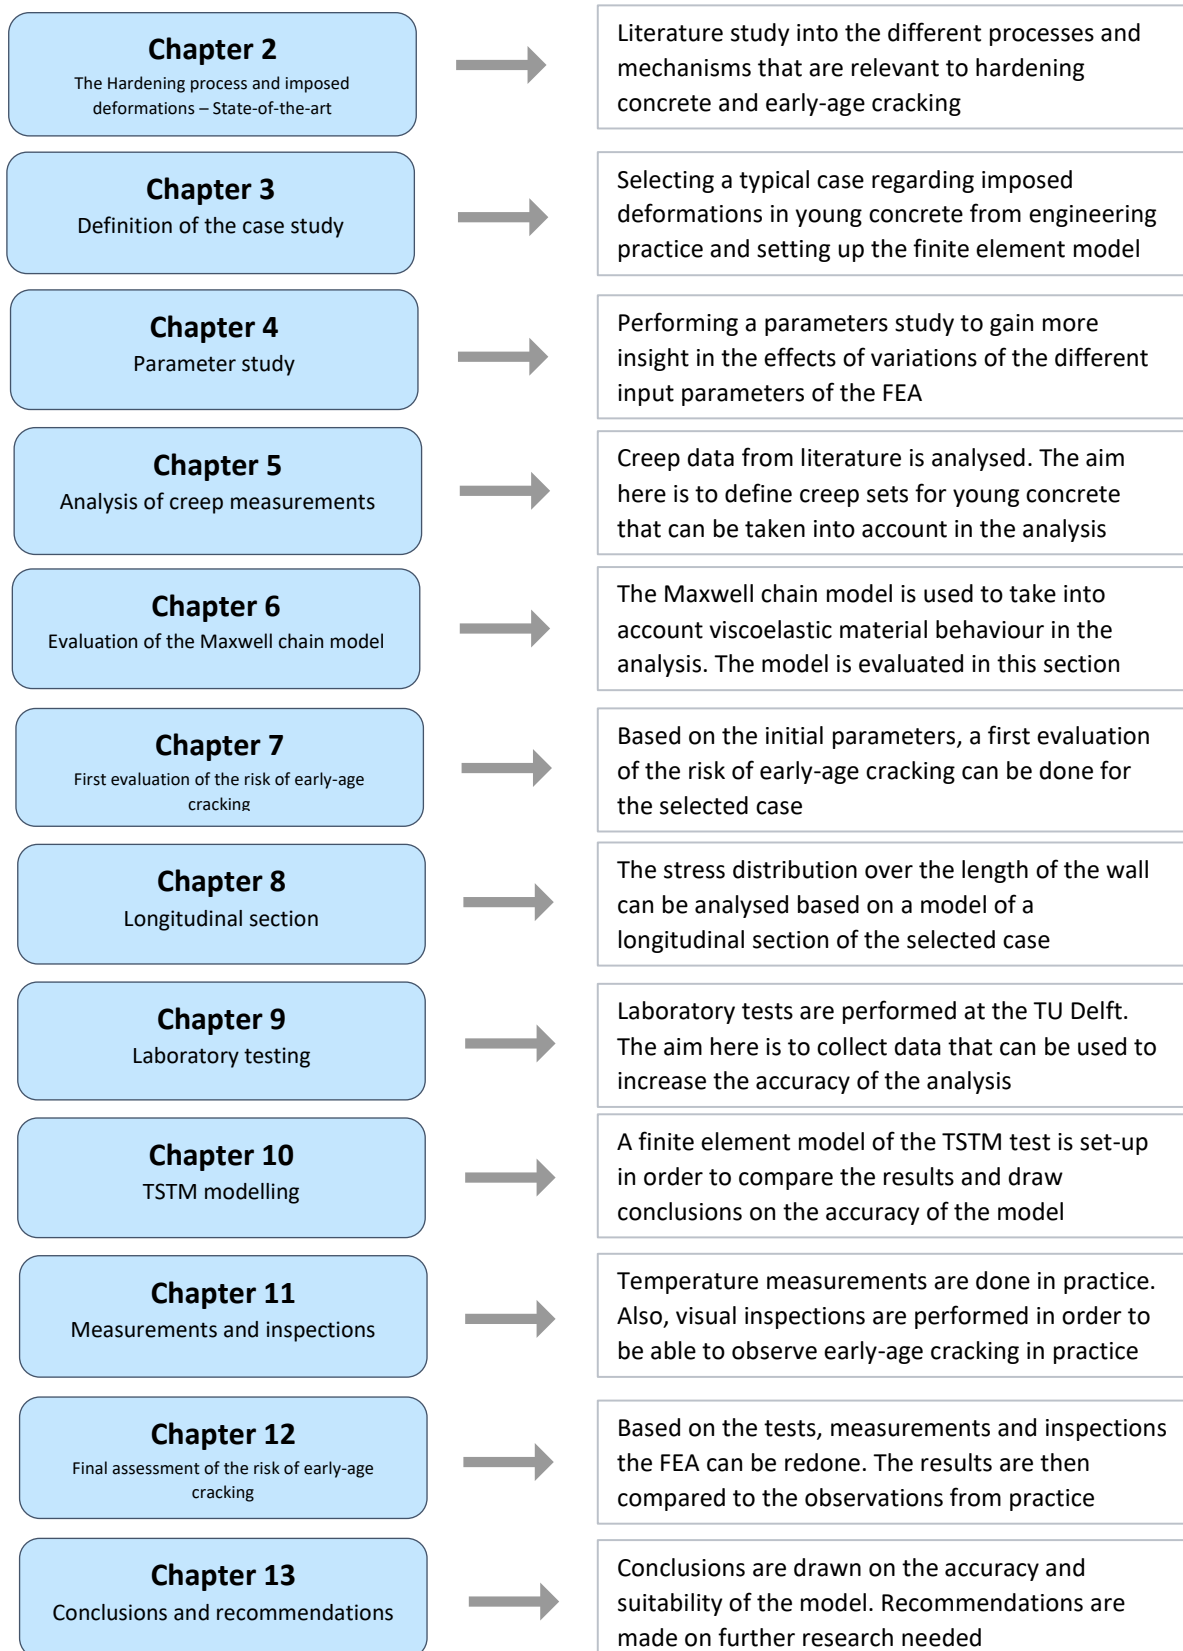 Chapter 2
The Hardening process and imposed
deformations – State-of-the-art
Literature study into the different processes and
mechanisms that are relevant to hardening
concrete and early-age cracking
Chapter 3
Definition of the case study
Selecting a typical case regarding imposed
deformations in young concrete from engineering
practice and setting up the finite element model
Chapter 4
Parameter study
Performing a parameters study to gain more
insight in the effects of variations of the different
input parameters of the FEA
Chapter 5
Analysis of creep measurements
Creep data from literature is analysed. The aim
here is to define creep sets for young concrete
that can be taken into account in the analysis
Chapter 6
Evaluation of the Maxwell chain model
The Maxwell chain model is used to take into
account viscoelastic material behaviour in the
analysis. The model is evaluated in this section
Chapter 7
First evaluation of the risk of early-age
cracking
Based on the initial parameters, a first evaluation
of the risk of early-age cracking can be done for
the selected case
Chapter 8
Longitudinal section
The stress distribution over the length of the wall
can be analysed based on a model of a
longitudinal section of the selected case
Chapter 9
Laboratory testing
Laboratory tests are performed at the TU Delft.
The aim here is to collect data that can be used to
increase the accuracy of the analysis
Chapter 10
TSTM modelling
A finite element model of the TSTM test is set-up
in order to compare the results and draw
conclusions on the accuracy of the model
Chapter 11
Measurements and inspections
Temperature measurements are done in practice.
Also, visual inspections are performed in order to
be able to observe early-age cracking in practice
Chapter 12
Final assessment of the risk of early-age
cracking
Based on the tests, measurements and inspections
the FEA can be redone. The results are then
compared to the observations from practice
Chapter 13
Conclusions and recommendations
Conclusions are drawn on the accuracy and
suitability of the model. Recommendations are
made on further research needed